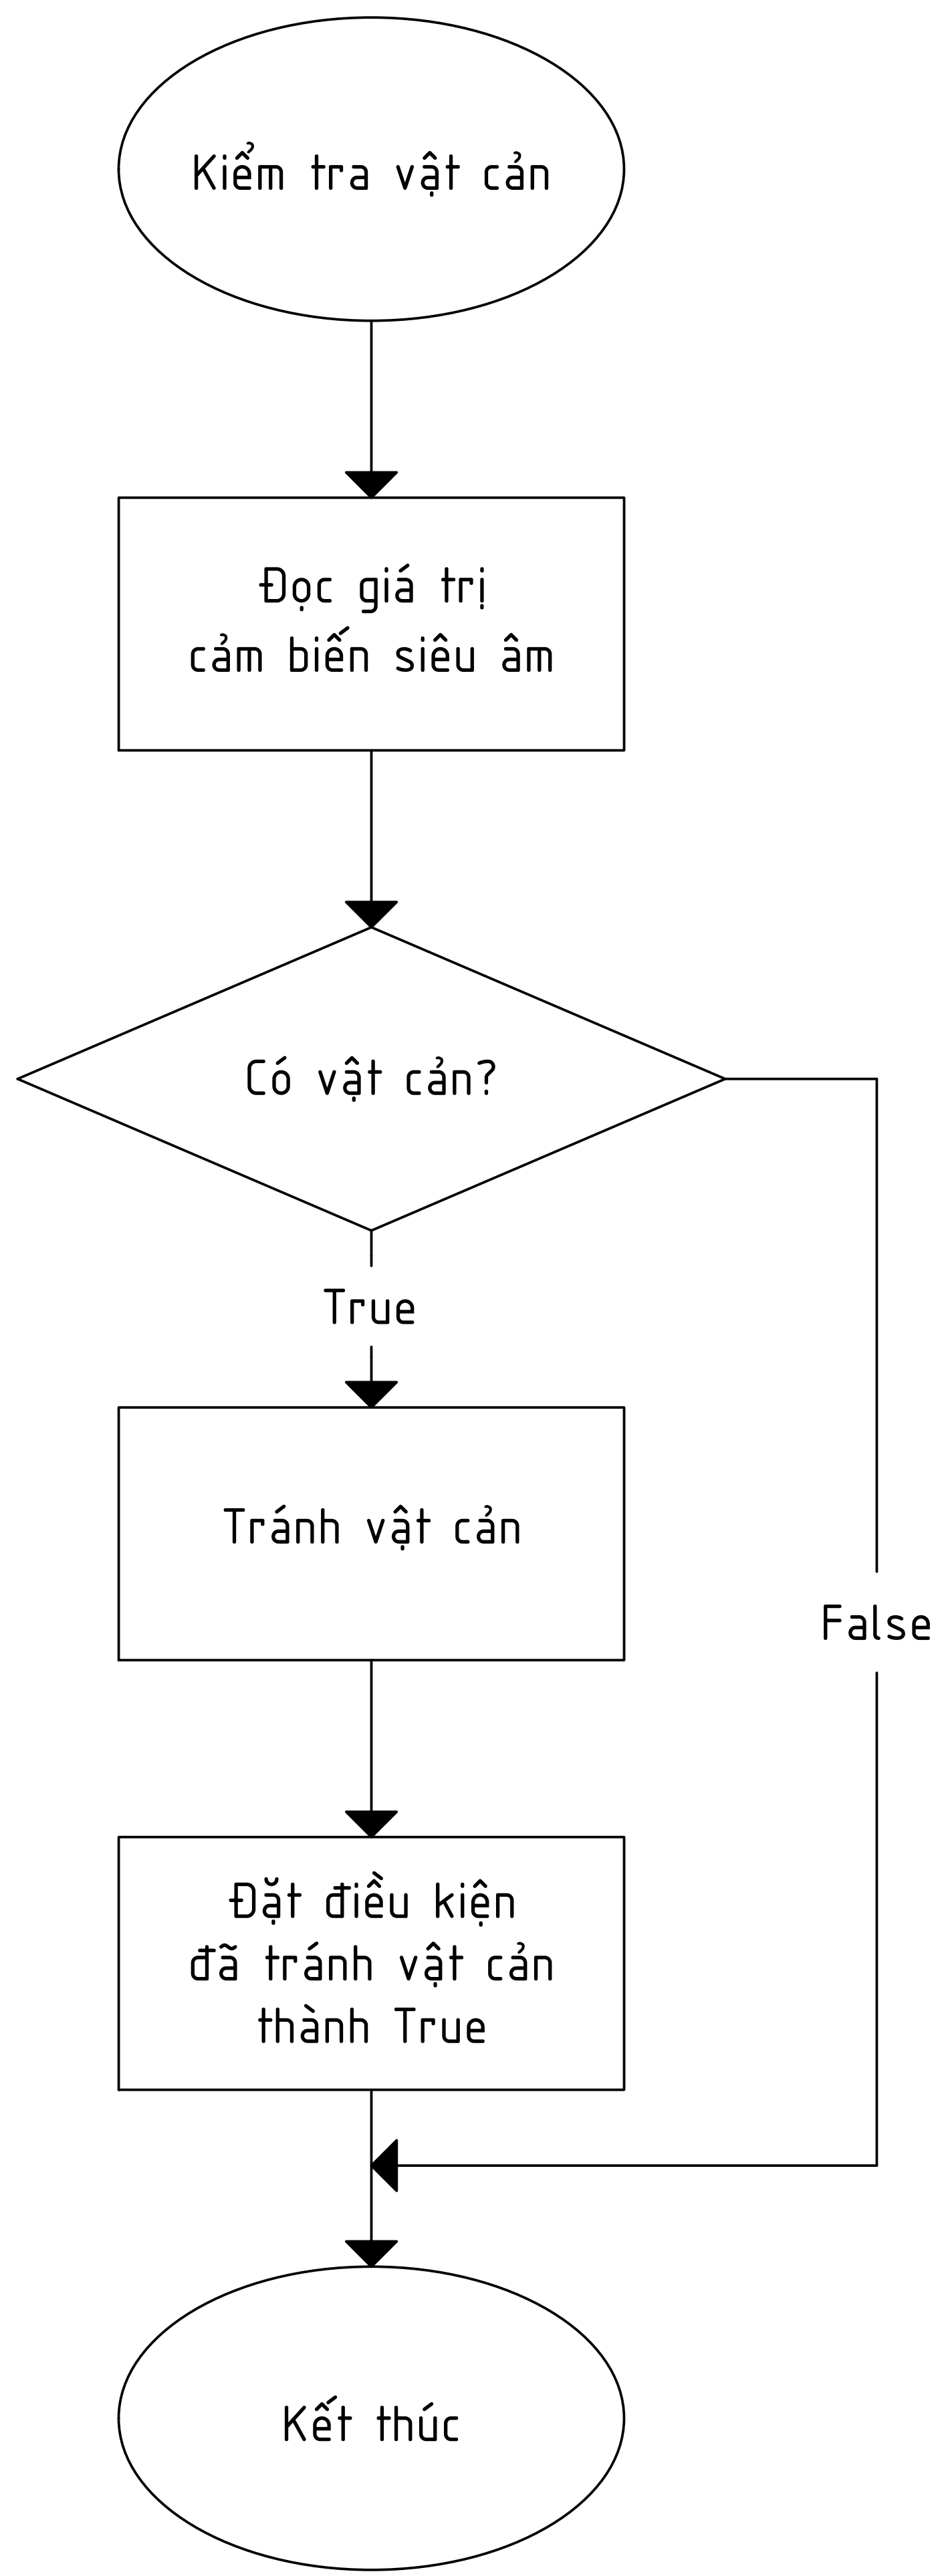 Kiểm tra vật cản
Đọc giá trị
cảm biến siêu âm
Có vật cản?
True
Tránh vật cản
False
Đặt điều kiện
đã tránh vật cản
thành True
Kết thúc